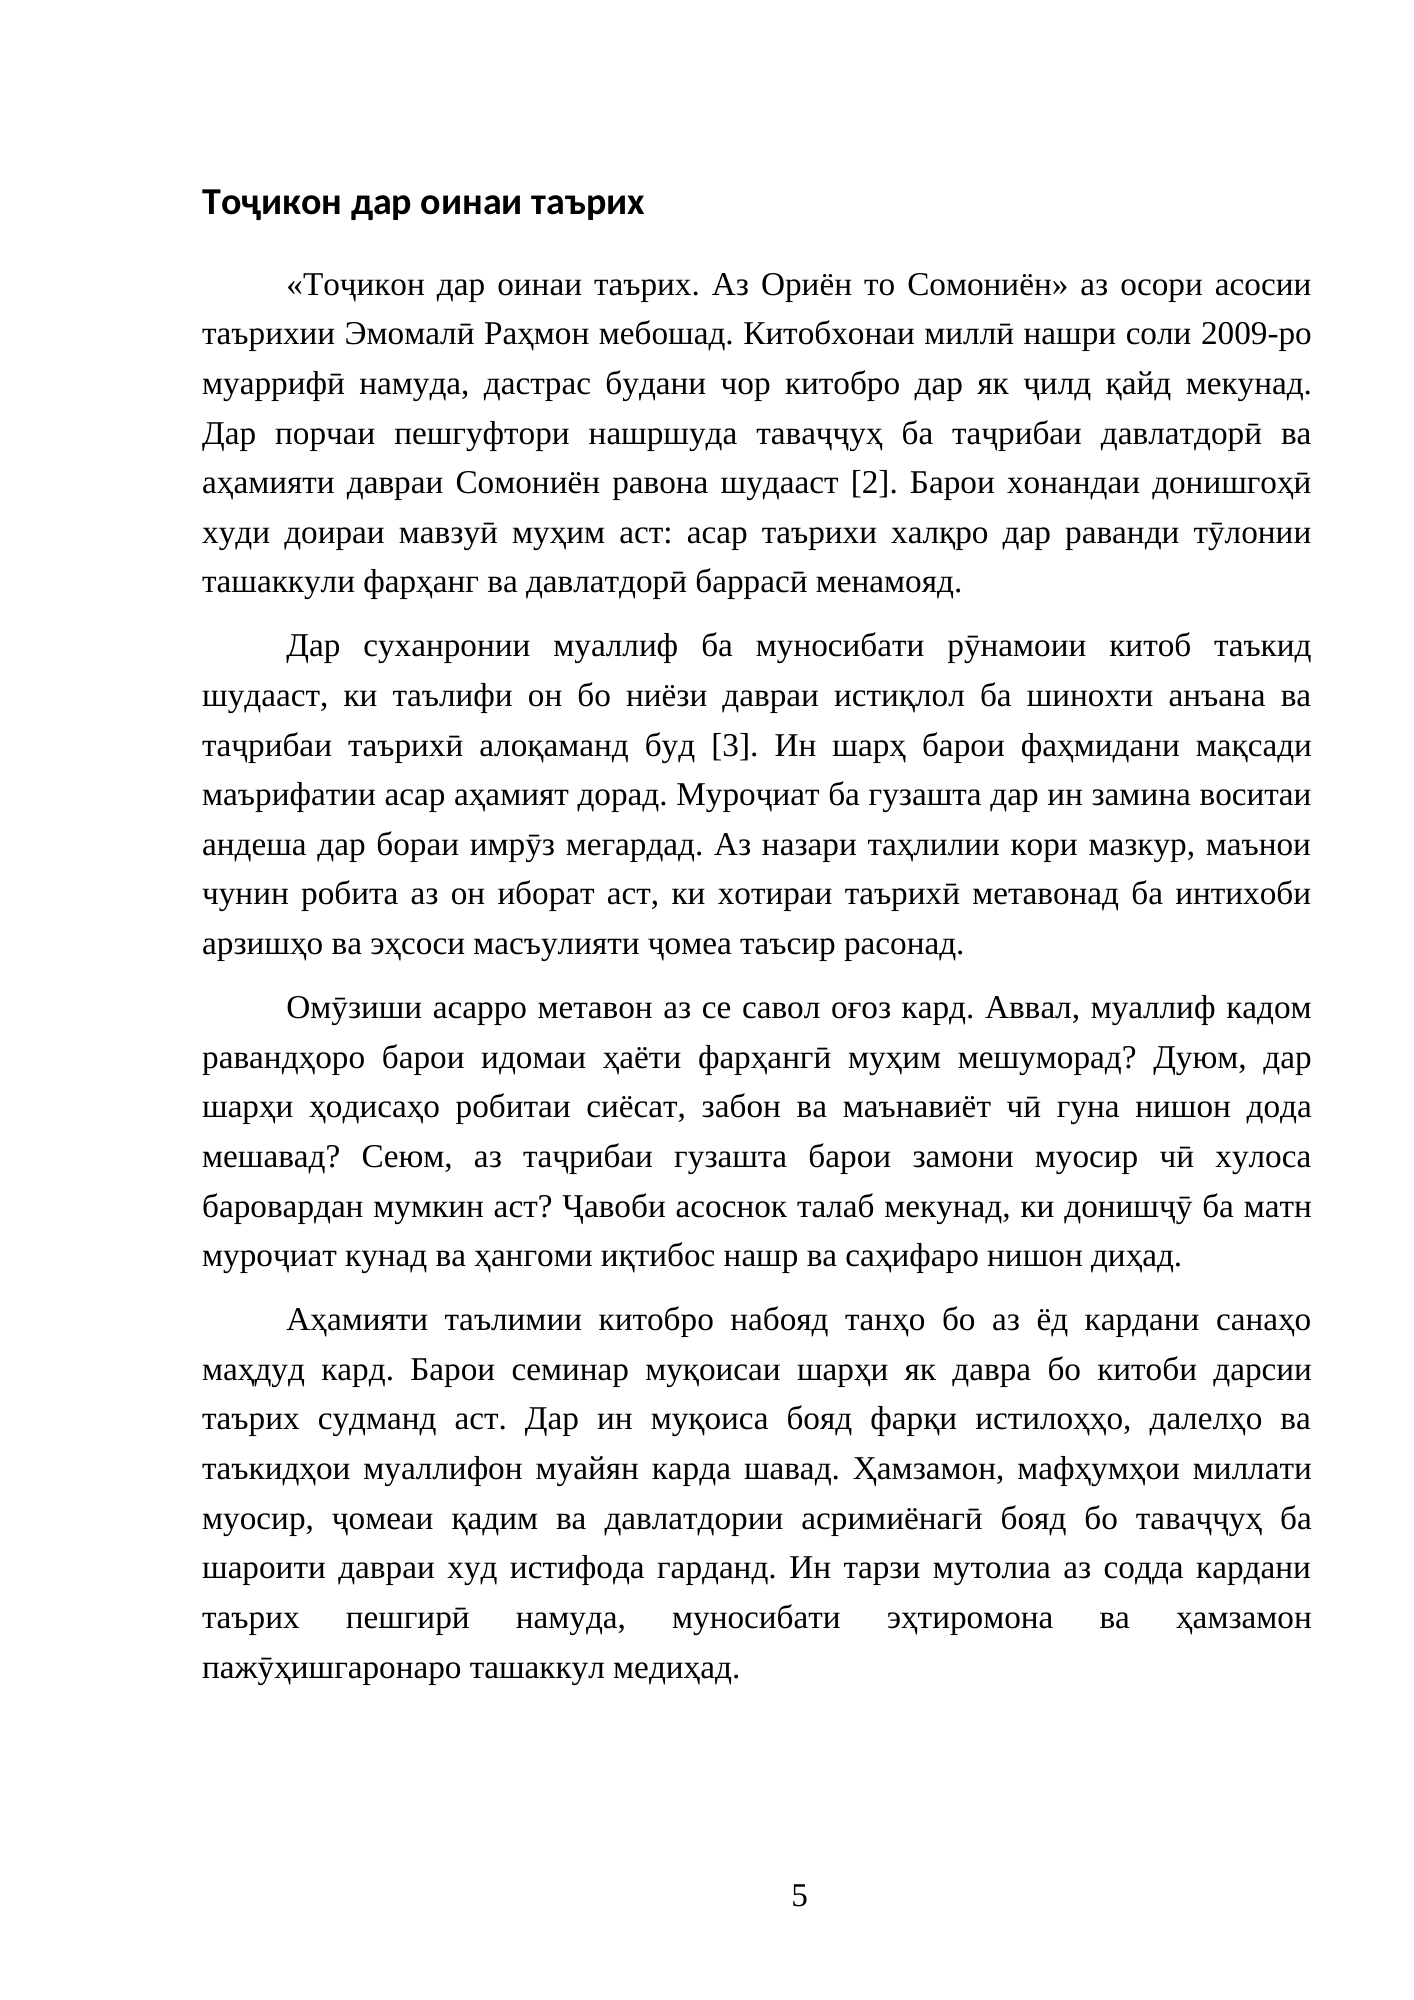 Тоҷикон дар оинаи таърих
«Тоҷикон дар оинаи таърих. Аз Ориён то Сомониён» аз осори асосии
таърихии Эмомалӣ Раҳмон мебошад. Китобхонаи миллӣ нашри соли 2009-ро
муаррифӣ намуда, дастрас будани чор китобро дар як ҷилд қайд мекунад.
Дар порчаи пешгуфтори нашршуда таваҷҷуҳ ба таҷрибаи давлатдорӣ ва
аҳамияти давраи Сомониён равона шудааст [2]. Барои хонандаи донишгоҳӣ
худи доираи мавзуӣ муҳим аст: асар таърихи халқро дар раванди тӯлонии
ташаккули фарҳанг ва давлатдорӣ баррасӣ менамояд.
Дар суханронии муаллиф ба муносибати рӯнамоии китоб таъкид
шудааст, ки таълифи он бо ниёзи давраи истиқлол ба шинохти анъана ва
таҷрибаи таърихӣ алоқаманд буд [3]. Ин шарҳ барои фаҳмидани мақсади
маърифатии асар аҳамият дорад. Муроҷиат ба гузашта дар ин замина воситаи
андеша дар бораи имрӯз мегардад. Аз назари таҳлилии кори мазкур, маънои
чунин робита аз он иборат аст, ки хотираи таърихӣ метавонад ба интихоби
арзишҳо ва эҳсоси масъулияти ҷомеа таъсир расонад.
Омӯзиши асарро метавон аз се савол оғоз кард. Аввал, муаллиф кадом
равандҳоро барои идомаи ҳаёти фарҳангӣ муҳим мешуморад? Дуюм, дар
шарҳи ҳодисаҳо робитаи сиёсат, забон ва маънавиёт чӣ гуна нишон дода
мешавад? Сеюм, аз таҷрибаи гузашта барои замони муосир чӣ хулоса
баровардан мумкин аст? Ҷавоби асоснок талаб мекунад, ки донишҷӯ ба матн
муроҷиат кунад ва ҳангоми иқтибос нашр ва саҳифаро нишон диҳад.
Аҳамияти таълимии китобро набояд танҳо бо аз ёд кардани санаҳо
маҳдуд кард. Барои семинар муқоисаи шарҳи як давра бо китоби дарсии
таърих судманд аст. Дар ин муқоиса бояд фарқи истилоҳҳо, далелҳо ва
таъкидҳои муаллифон муайян карда шавад. Ҳамзамон, мафҳумҳои миллати
муосир, ҷомеаи қадим ва давлатдории асримиёнагӣ бояд бо таваҷҷуҳ ба
шароити давраи худ истифода гарданд. Ин тарзи мутолиа аз содда кардани
таърих пешгирӣ намуда, муносибати эҳтиромона ва ҳамзамон
пажӯҳишгаронаро ташаккул медиҳад.
5